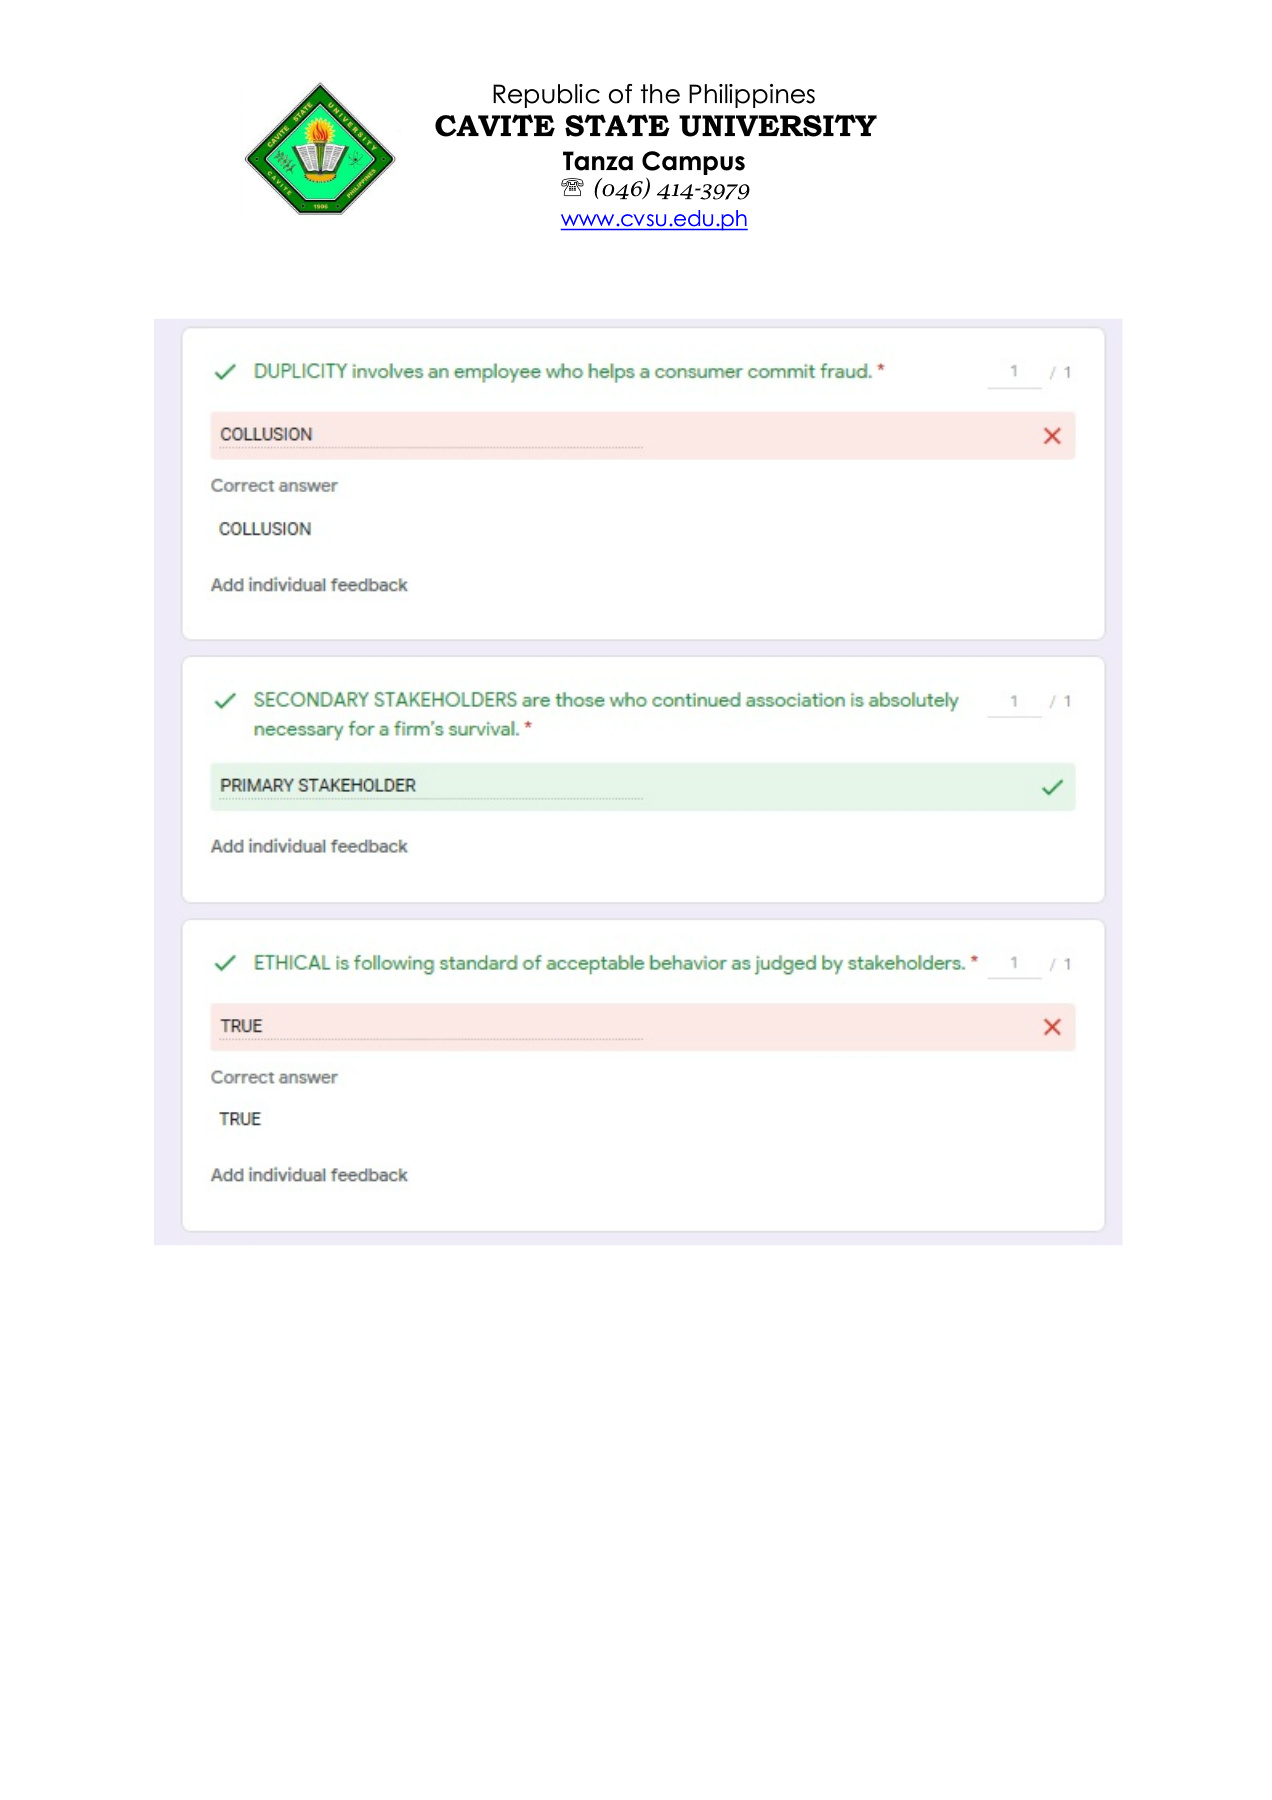 CAVITE STATE UNIVERSITY
CAVITE PHILIPPINES
1906
Republic of the Philippines
CAVITE STATE UNIVERSITY
Tanza Campus
☏ (046) 414-3979
www.cvsu.edu.ph
DUPLICITY involves an employee who helps a consumer commit fraud. *
1 / 1
COLLUSION
Correct answer
COLLUSION
Add individual feedback
SECONDARY STAKEHOLDERS are those who continued association is absolutely
necessary for a firm's survival. *
1 / 1
PRIMARY STAKEHOLDER
Add individual feedback
ETHICAL is following standard of acceptable behavior as judged by stakeholders. *
1 / 1
TRUE
Correct answer
TRUE
Add individual feedback